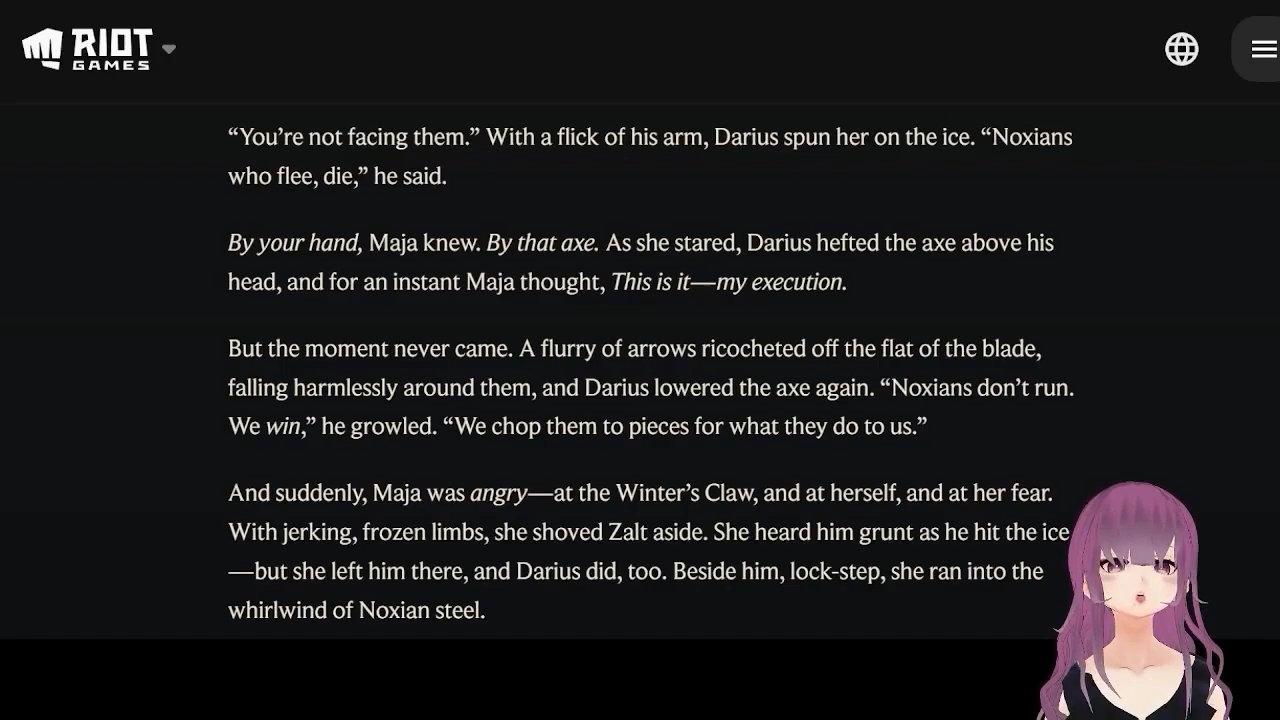 RIOT
GAMES
“You’re not facing them.” With a flick of his arm, Darius spun her on the ice. “Noxians
who flee, die,” he said.
By your hand, Maja knew. By that axe. As she stared, Darius hefted the axe above his
head, and for an instant Maja thought, This is it—my execution.
But the moment never came. A flurry of arrows ricocheted off the flat of the blade,
falling harmlessly around them, and Darius lowered the axe again. “Noxians don’t run.
We win,” he growled. “We chop them to pieces for what they do to us.”
And suddenly, Maja was angry—at the Winter’s Claw, and at herself, and at her fear.
With jerking, frozen limbs, she shoved Zalt aside. She heard him grunt as he hit the ice
—but she left him there, and Darius did, too. Beside him, lock-step, she ran into the
whirlwind of Noxian steel.